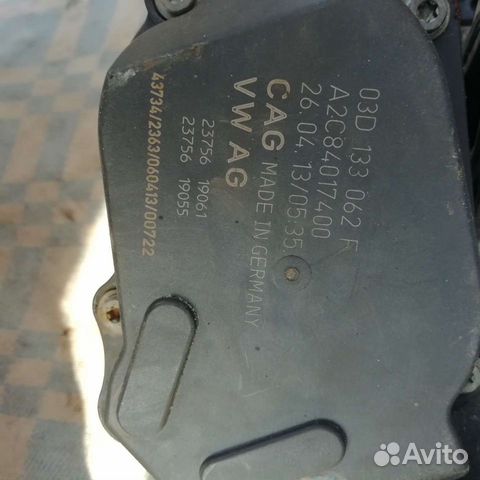 03D 133 062 F
A2C84017400
26.04.13/05:35
CAG MADE IN GERMANY
VW AG
23756 19061
23756 19055
43734/2363/060413/00722
Avito